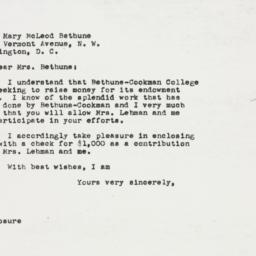 Mary McLeod Bethune
Vermont Avenue, N. W.
ington, D. C.
ear Mrs. Bethune:
I understand that Bethune-Cookman College
eeking to raise money for its endowment
. I know of the splendid work that has
done by Bethune-Cookman and I very much
that you will allow Mrs. Lehman and me
articipate in your efforts.
I accordingly take pleasure in enclosing
with a check for $1,000 as a contribution
Mrs. Lehman and me.
With best wishes, I am
Yours very sincerely,
osure